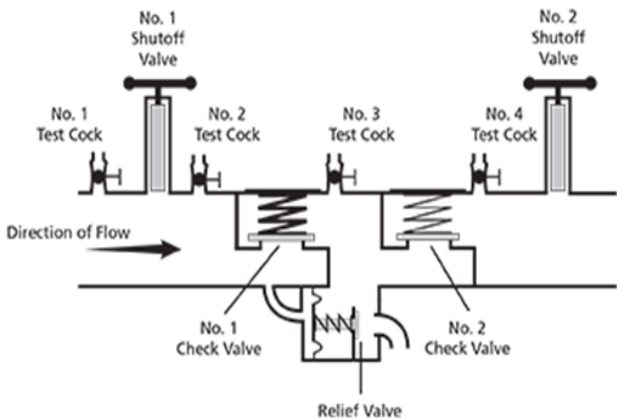 No. 1
Shutoff
Valve
No. 2
Shutoff
Valve
No. 1
Test Cock
No. 2
Test Cock
No. 3
Test Cock
No. 4
Test Cock
Direction of Flow
No. 1
Check Valve
No. 2
Check Valve
Relief Valve